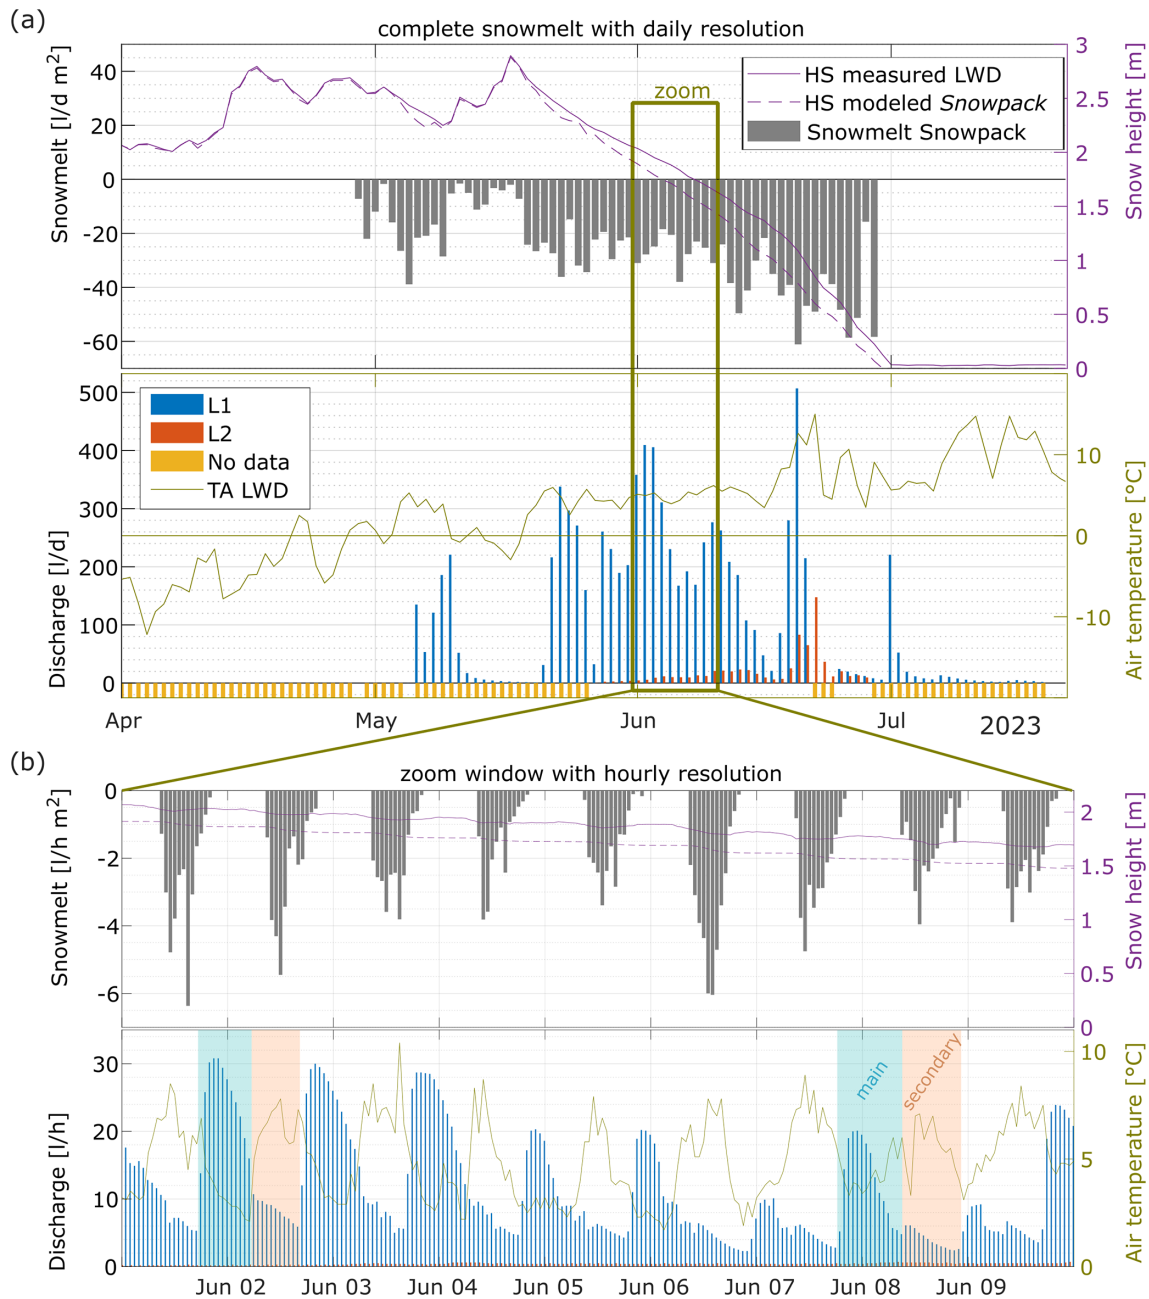 (a)
complete snowmelt with daily resolution
Snowmelt [l/d m²]
40
20
0
-20
-40
-60
3
2.5
2
1.5
1
0.5
0
Snow height [m]
zoom
HS measured LWD
HS modeled Snowpack
Snowmelt Snowpack
Discharge [l/d]
500
400
300
200
100
0
L1
L2
No data
TA LWD
10
0
-10
Air temperature [°C]
Apr May Jun Jul 2023
(b)
zoom window with hourly resolution
Snowmelt [l/h m²]
0
-2
-4
-6
2
1.5
1
0.5
0
Snow height [m]
Discharge [l/h]
30
20
10
0
main
secondary
10
5
0
Air temperature [°C]
Jun 02 Jun 03 Jun 04 Jun 05 Jun 06 Jun 07 Jun 08 Jun 09